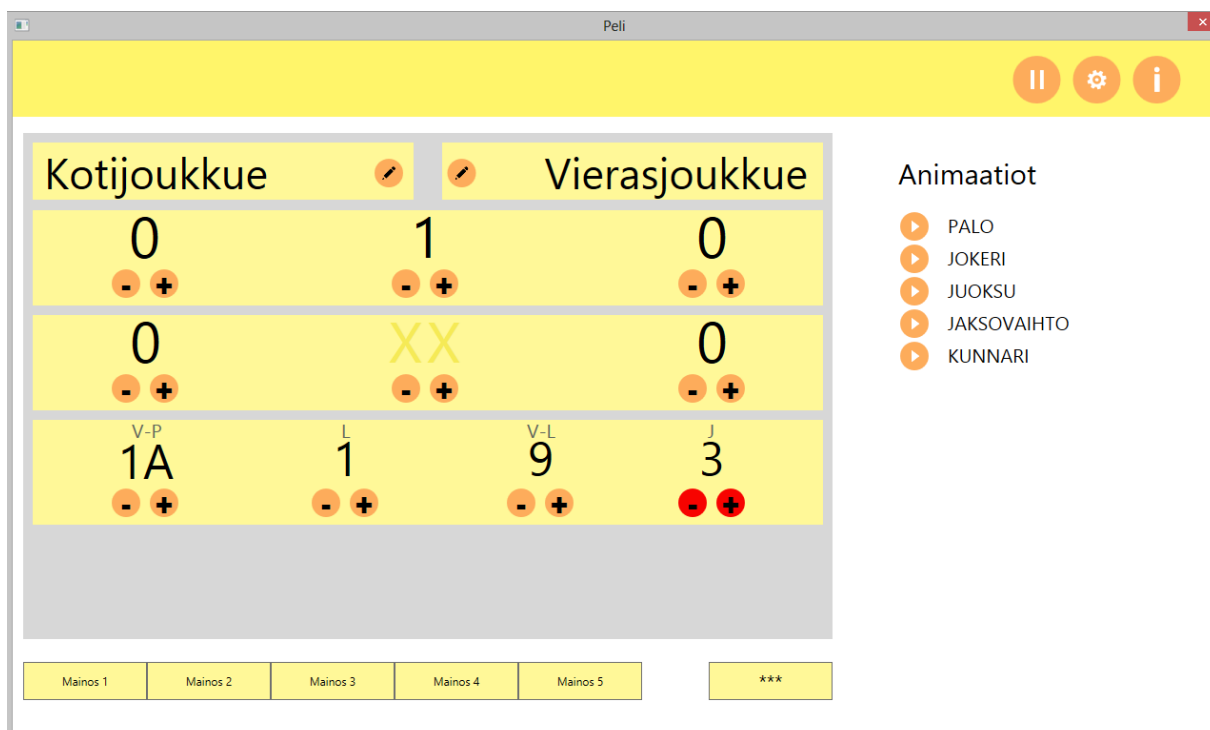 Peli
Kotijoukkue Vierasjoukkue
0 1 0
- + - + - +
0 XX 0
- + - + - +
V-P L V-L J
1A 1 9 3
- + - + - + - +
Mainos 1 Mainos 2 Mainos 3 Mainos 4 Mainos 5 ***
Animaatiot
PALO
JOKERI
JUOKSU
JAKSOVAIHTO
KUNNARI